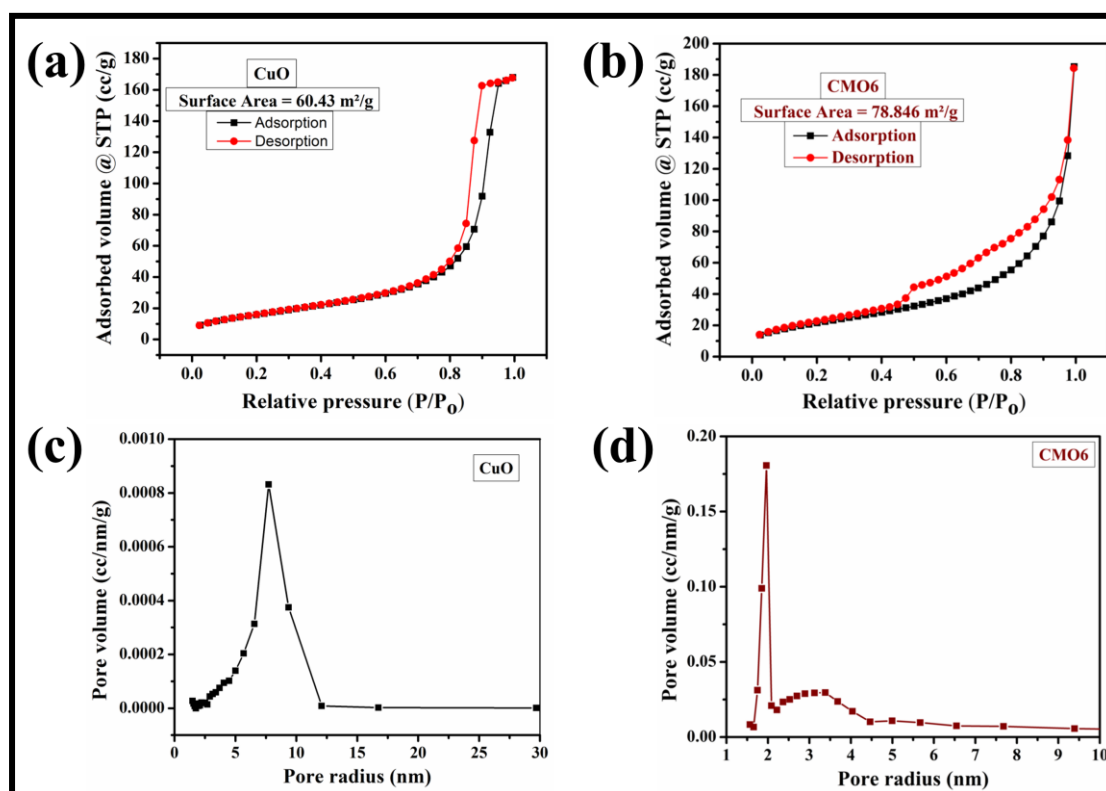 (a)
Adsorbed volume @ STP (cc/g)
180
160
140
120
100
80
60
40
20
0
CuO
Surface Area = 60.43 m²/g
Adsorption
Desorption
0.0 0.2 0.4 0.6 0.8 1.0
Relative pressure (P/Po)
(b)
Adsorbed volume @ STP (cc/g)
200
180
160
140
120
100
80
60
40
20
0
CMO6
Surface Area = 78.846 m²/g
Adsorption
Desorption
0.0 0.2 0.4 0.6 0.8 1.0
Relative pressure (P/Po)
(c)
Pore volume (cc/nm/g)
0.0010
0.0008
0.0006
0.0004
0.0002
0.0000
CuO
0 5 10 15 20 25 30
Pore radius (nm)
(d)
Pore volume (cc/nm/g)
0.20
0.15
0.10
0.05
0.00
CMO6
1 2 3 4 5 6 7 8 9 10
Pore radius (nm)